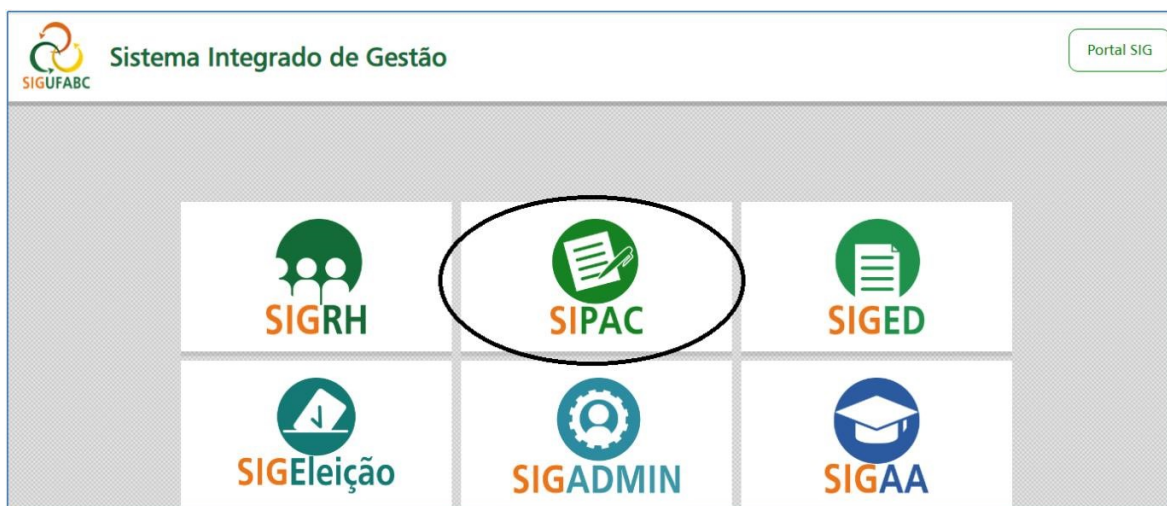 Sistema Integrado de Gestão
Portal SIG
SIGUFABC
SIGRH
SIPAC
SIGED
SIGEleição
SIGADMIN
SIGAA